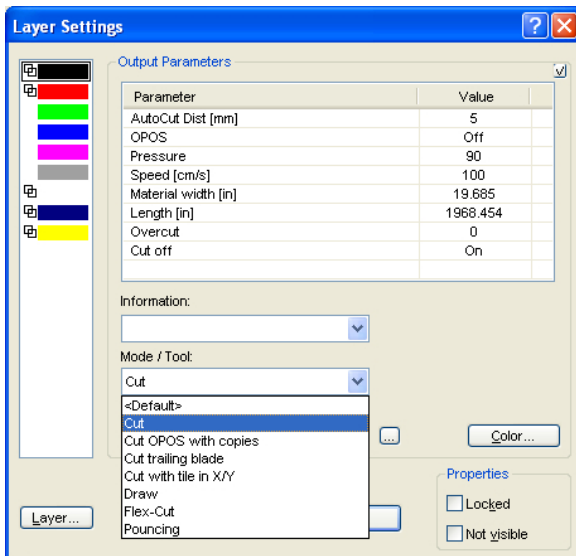 Layer Settings
Output Parameters
Parameter Value
AutoCut Dist [mm] 5
OPOS Off
Pressure 90
Speed [cm/s] 100
Material width [in] 19.685
Length [in] 1968.454
Overcut 0
Cut off On
Information:
Mode / Tool:
Cut
<Default>
Cut
Cut OPOS with copies
Cut trailing blade
Cut with tile in X/Y
Draw
Flex-Cut
Pouncing
...
Color...
Properties
Locked
Not visible
Layer...